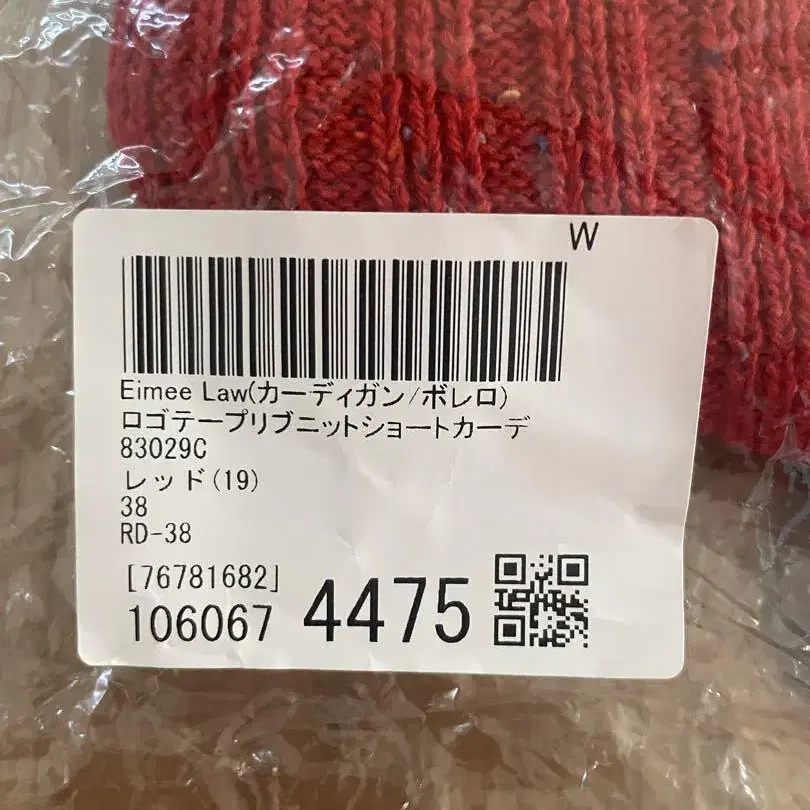 W
Eimee Law(カーディガン/ボレロ)
ロゴテープリブニットショートカーデ
83029C
レッド(19)
38
RD-38
[76781682]
106067 4475